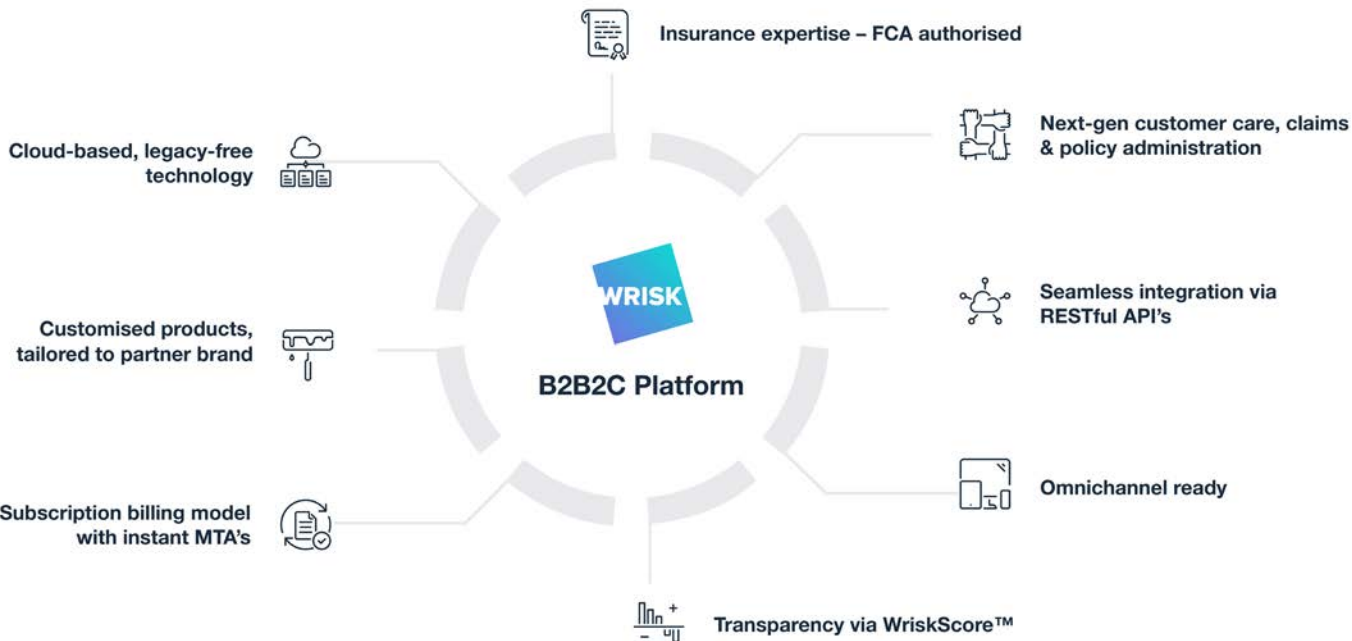 Insurance expertise – FCA authorised
Next-gen customer care, claims
& policy administration
Cloud-based, legacy-free
technology
WRISK
Seamless integration via
RESTful API's
Customised products,
tailored to partner brand
B2B2C Platform
Omnichannel ready
Subscription billing model
with instant MTA's
Transparency via WriskScore™